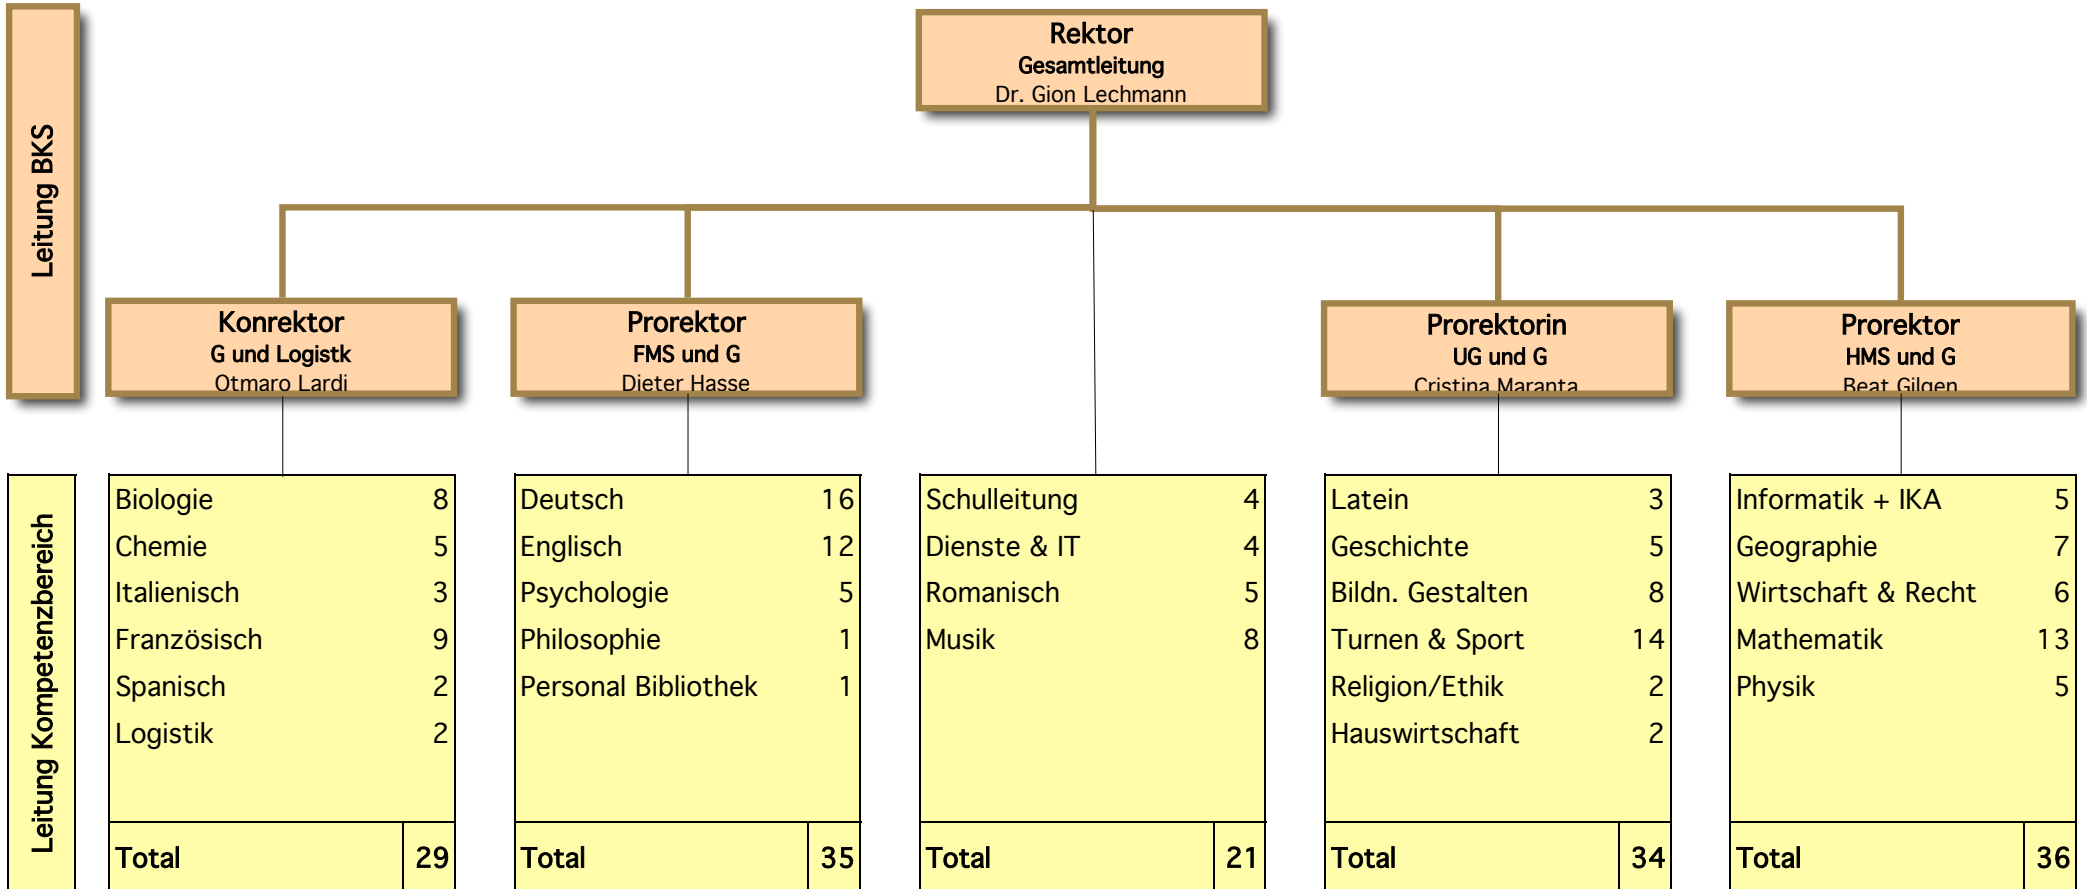 Leitung BKS
Rektor
Gesamtleitung
Dr. Gion Lechmann
Konrektor
G und Logistk
Otmaro Lardi
Prorektor
FMS und G
Dieter Hasse
Prorektorin
UG und G
Cristina Maranta
Prorektor
HMS und G
Beat Gilgen
Leitung Kompetenzbereich
Biologie 8
Chemie 5
Italienisch 3
Französisch 9
Spanisch 2
Logistik 2
Total 29
Deutsch 16
Englisch 12
Psychologie 5
Philosophie 1
Personal Bibliothek 1
Total 35
Schulleitung 4
Dienste & IT 4
Romanisch 5
Musik 8
Total 21
Latein 3
Geschichte 5
Bildn. Gestalten 8
Turnen & Sport 14
Religion/Ethik 2
Hauswirtschaft 2
Total 34
Informatik + IKA 5
Geographie 7
Wirtschaft & Recht 6
Mathematik 13
Physik 5
Total 36